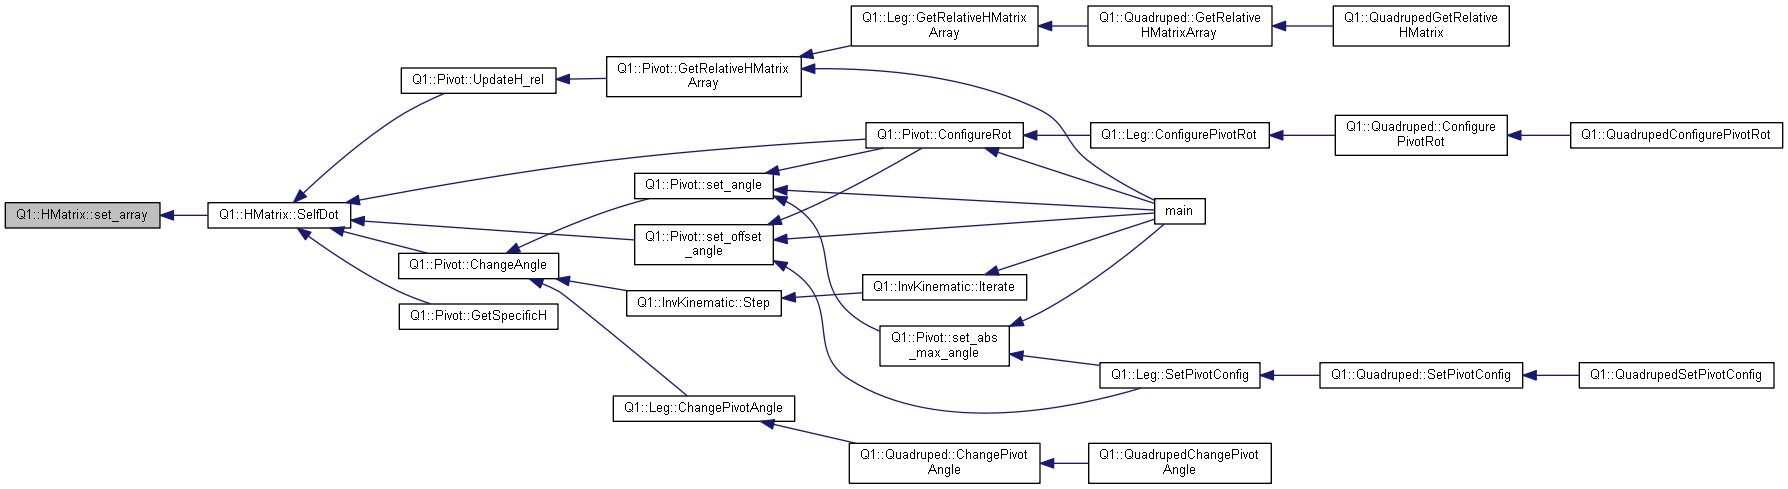 Q1::HMatrix::set_array
Q1::HMatrix::SelfDot
Q1::Pivot::UpdateH_rel
Q1::Pivot::GetRelativeHMatrix
Array
Q1::Leg::GetRelativeHMatrix
Array
Q1::Quadruped::GetRelative
HMatrixArray
Q1::QuadrupedGetRelative
HMatrix
Q1::Pivot::ConfigureRot
Q1::Leg::ConfigurePivotRot
Q1::Quadruped::Configure
PivotRot
Q1::QuadrupedConfigurePivotRot
Q1::Pivot::set_angle
main
Q1::Pivot::set_offset
_angle
Q1::Pivot::ChangeAngle
Q1::InvKinematic::Step
Q1::InvKinematic::Iterate
Q1::Pivot::GetSpecificH
Q1::Pivot::set_abs
_max_angle
Q1::Leg::SetPivotConfig
Q1::Quadruped::SetPivotConfig
Q1::QuadrupedSetPivotConfig
Q1::Leg::ChangePivotAngle
Q1::Quadruped::ChangePivot
Angle
Q1::QuadrupedChangePivot
Angle